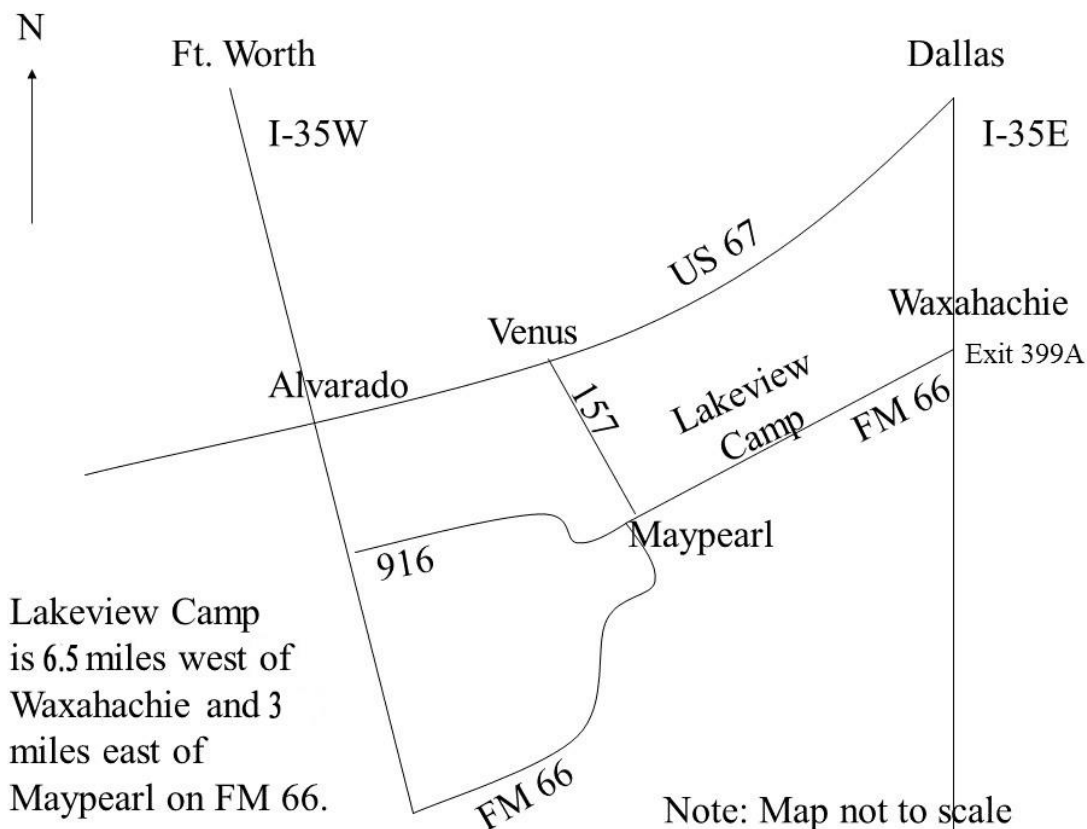 N
Ft. Worth
Dallas
I-35W
I-35E
US 67
Waxahachie
Venus
Exit 399A
Alvarado
157
Lakeview
Camp
FM 66
Maypearl
916
Lakeview Camp
is 6.5 miles west of
Waxahachie and 3
miles east of
Maypearl on FM 66.
FM 66
Note: Map not to scale